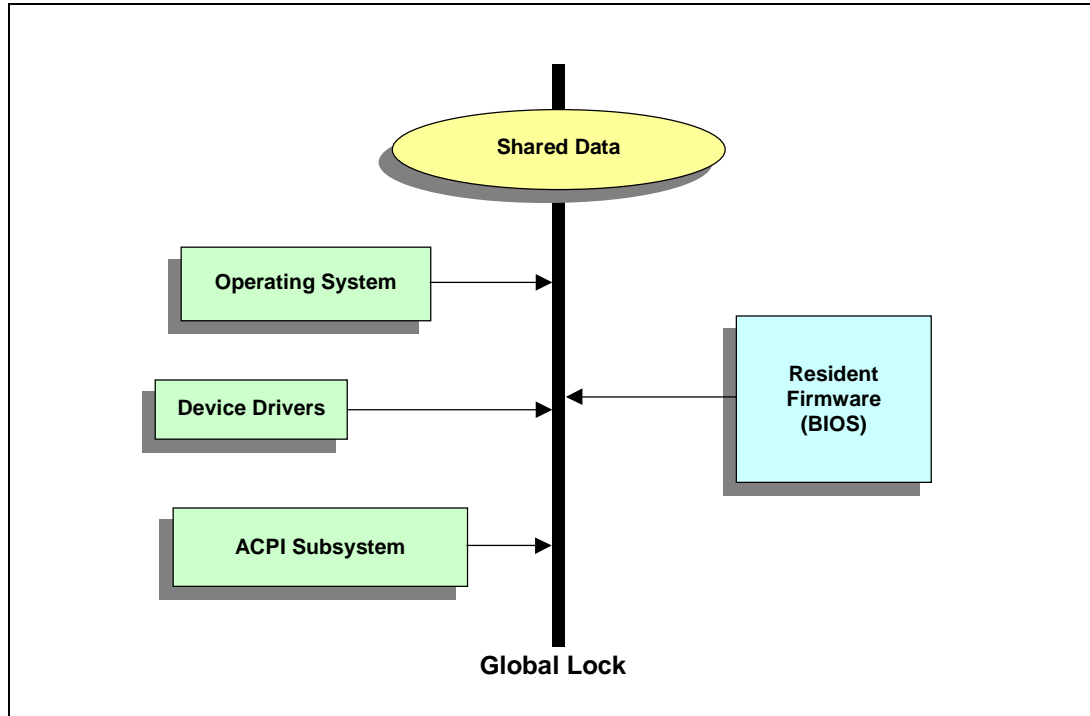 Shared Data
Operating System
Device Drivers
Resident
Firmware
(BIOS)
ACPI Subsystem
Global Lock